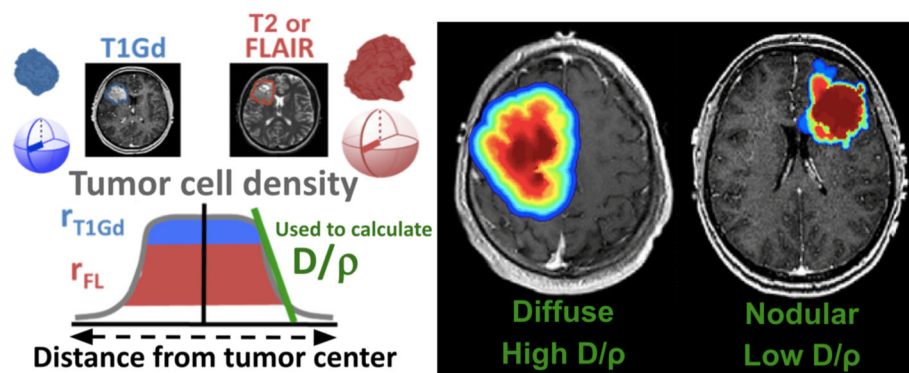 T1Gd
T2 or
FLAIR
Tumor cell density
rT1Gd
rFL
Used to calculate
D/ρ
Distance from tumor center
Diffuse
High D/ρ
Nodular
Low D/ρ